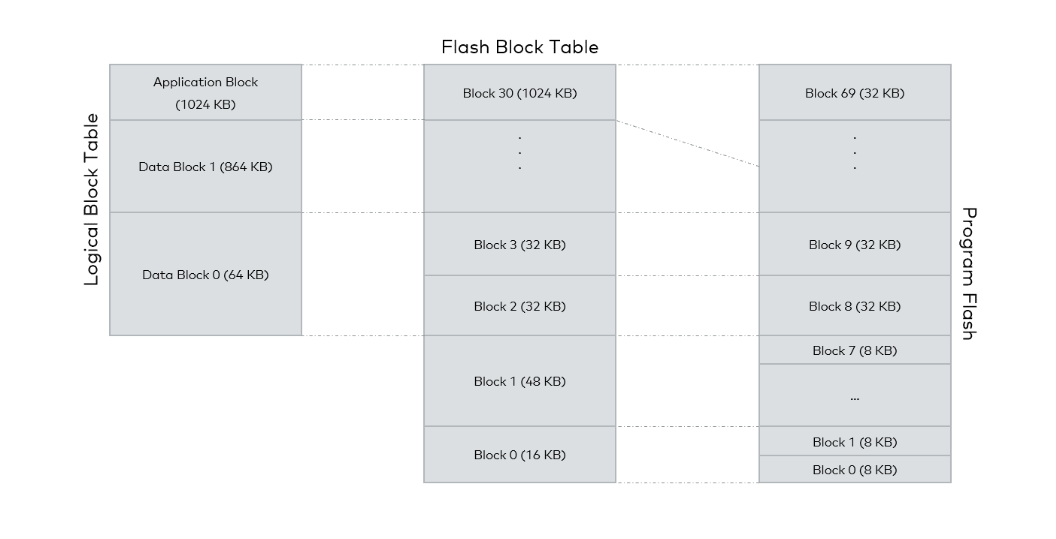 Flash Block Table
Logical Block Table
Application Block
(1024 KB)
Data Block 1 (864 KB)
Data Block 0 (64 KB)
Block 30 (1024 KB)
.
.
.
Block 3 (32 KB)
Block 2 (32 KB)
Block 1 (48 KB)
Block 0 (16 KB)
Block 69 (32 KB)
.
.
.
Block 9 (32 KB)
Block 8 (32 KB)
Block 7 (8 KB)
...
Block 1 (8 KB)
Block 0 (8 KB)
Program Flash